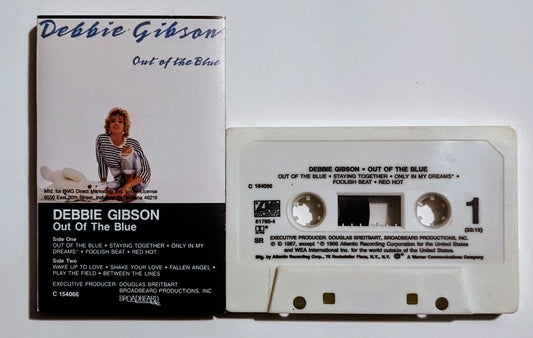 Debbie Gibson
Out of the Blue
Mfd. for BMG Direct Marketing, Inc. under License
6550 East 30th Street, Indianapolis, Indiana 46219
DEBBIE GIBSON
Out Of The Blue
Side One
OUT OF THE BLUE • STAYING TOGETHER • ONLY IN MY
DREAMS* • FOOLISH BEAT • RED HOT
Side Two
WAKE UP TO LOVE • SHAKE YOUR LOVE • FALLEN ANGEL •
PLAY THE FIELD • BETWEEN THE LINES
EXECUTIVE PRODUCER: DOUGLAS BREITBART
BROADBEARD PRODUCTIONS, INC.
C 154066
BROADBEARD
DEBBIE GIBSON • OUT OF THE BLUE
OUT OF THE BLUE • STAYING TOGETHER • ONLY IN MY DREAMS* •
FOOLISH BEAT • RED HOT
C 154066
ATLANTIC
81780-4
SR
1
(20:15)
EXECUTIVE PRODUCER: DOUGLAS BREITBART, BROADBEARD PRODUCTIONS, INC.
℗ © 1987, except * © 1986 Atlantic Recording Corporation for the United States
and WEA International Inc. for the world outside of the United States.
Mfg. by Atlantic Recording Corp., 75 Rockefeller Plaza, N.Y., N.Y. A Warner Communications Company